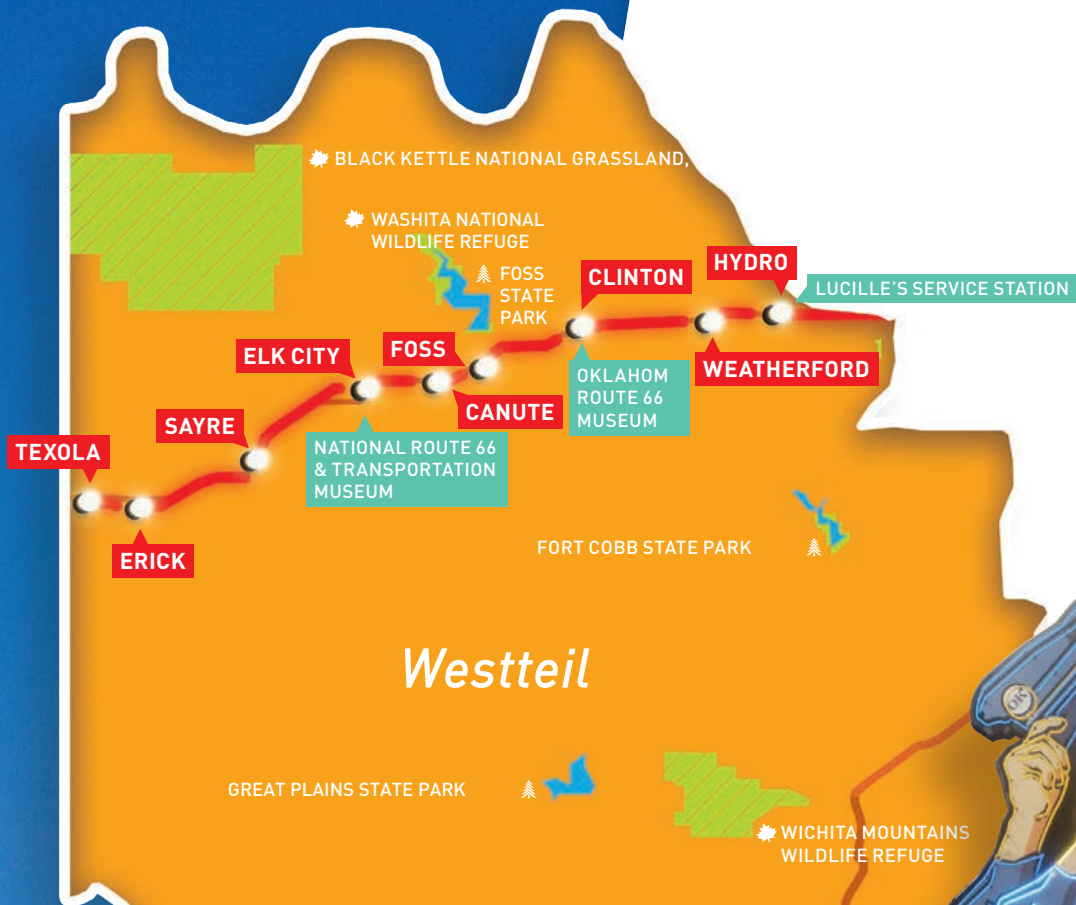 BLACK KETTLE NATIONAL GRASSLAND,
WASHITA NATIONAL
WILDLIFE REFUGE
FOSS
STATE
PARK
CLINTON
HYDRO
LUCILLE'S SERVICE STATION
ELK CITY
FOSS
WEATHERFORD
OKLAHOM
ROUTE 66
MUSEUM
CANUTE
SAYRE
NATIONAL ROUTE 66
& TRANSPORTATION
MUSEUM
TEXOLA
ERICK
FORT COBB STATE PARK
Westteil
OK
GREAT PLAINS STATE PARK
WICHITA MOUNTAINS
WILDLIFE REFUGE